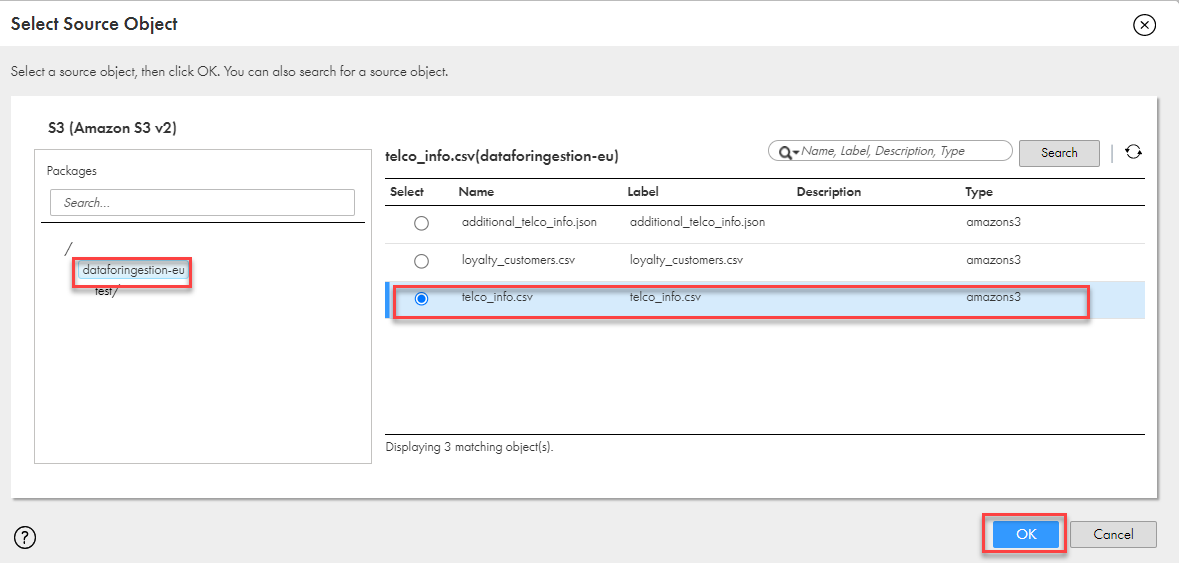 Select Source Object
Select a source object, then click OK. You can also search for a source object.
S3 (Amazon S3 v2)
Packages
Search...
/
dataforingestion-eu
test/
telco_info.csv(dataforingestion-eu)
Name, Label, Description, Type
Search
Select Name Label Description Type
additional_telco_info.json additional_telco_info.json amazons3
loyalty_customers.csv loyalty_customers.csv amazons3
telco_info.csv telco_info.csv amazons3
Displaying 3 matching object(s).
?
OK
Cancel